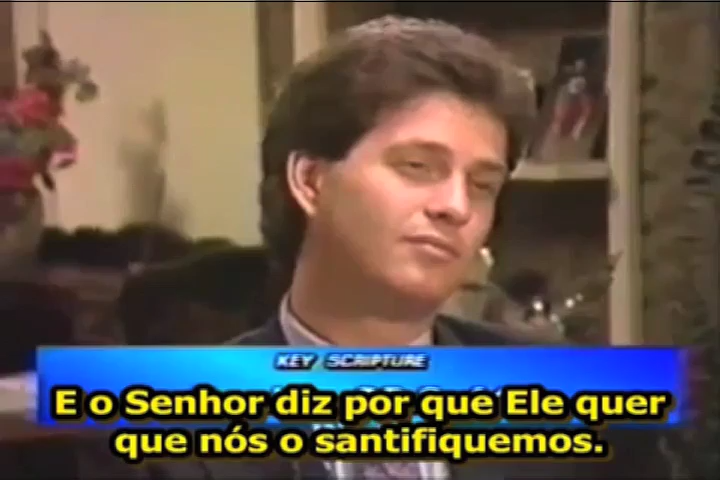 KEY SCRIPTURE
E o Senhor diz por que Ele quer
que nós o santifiquemos.